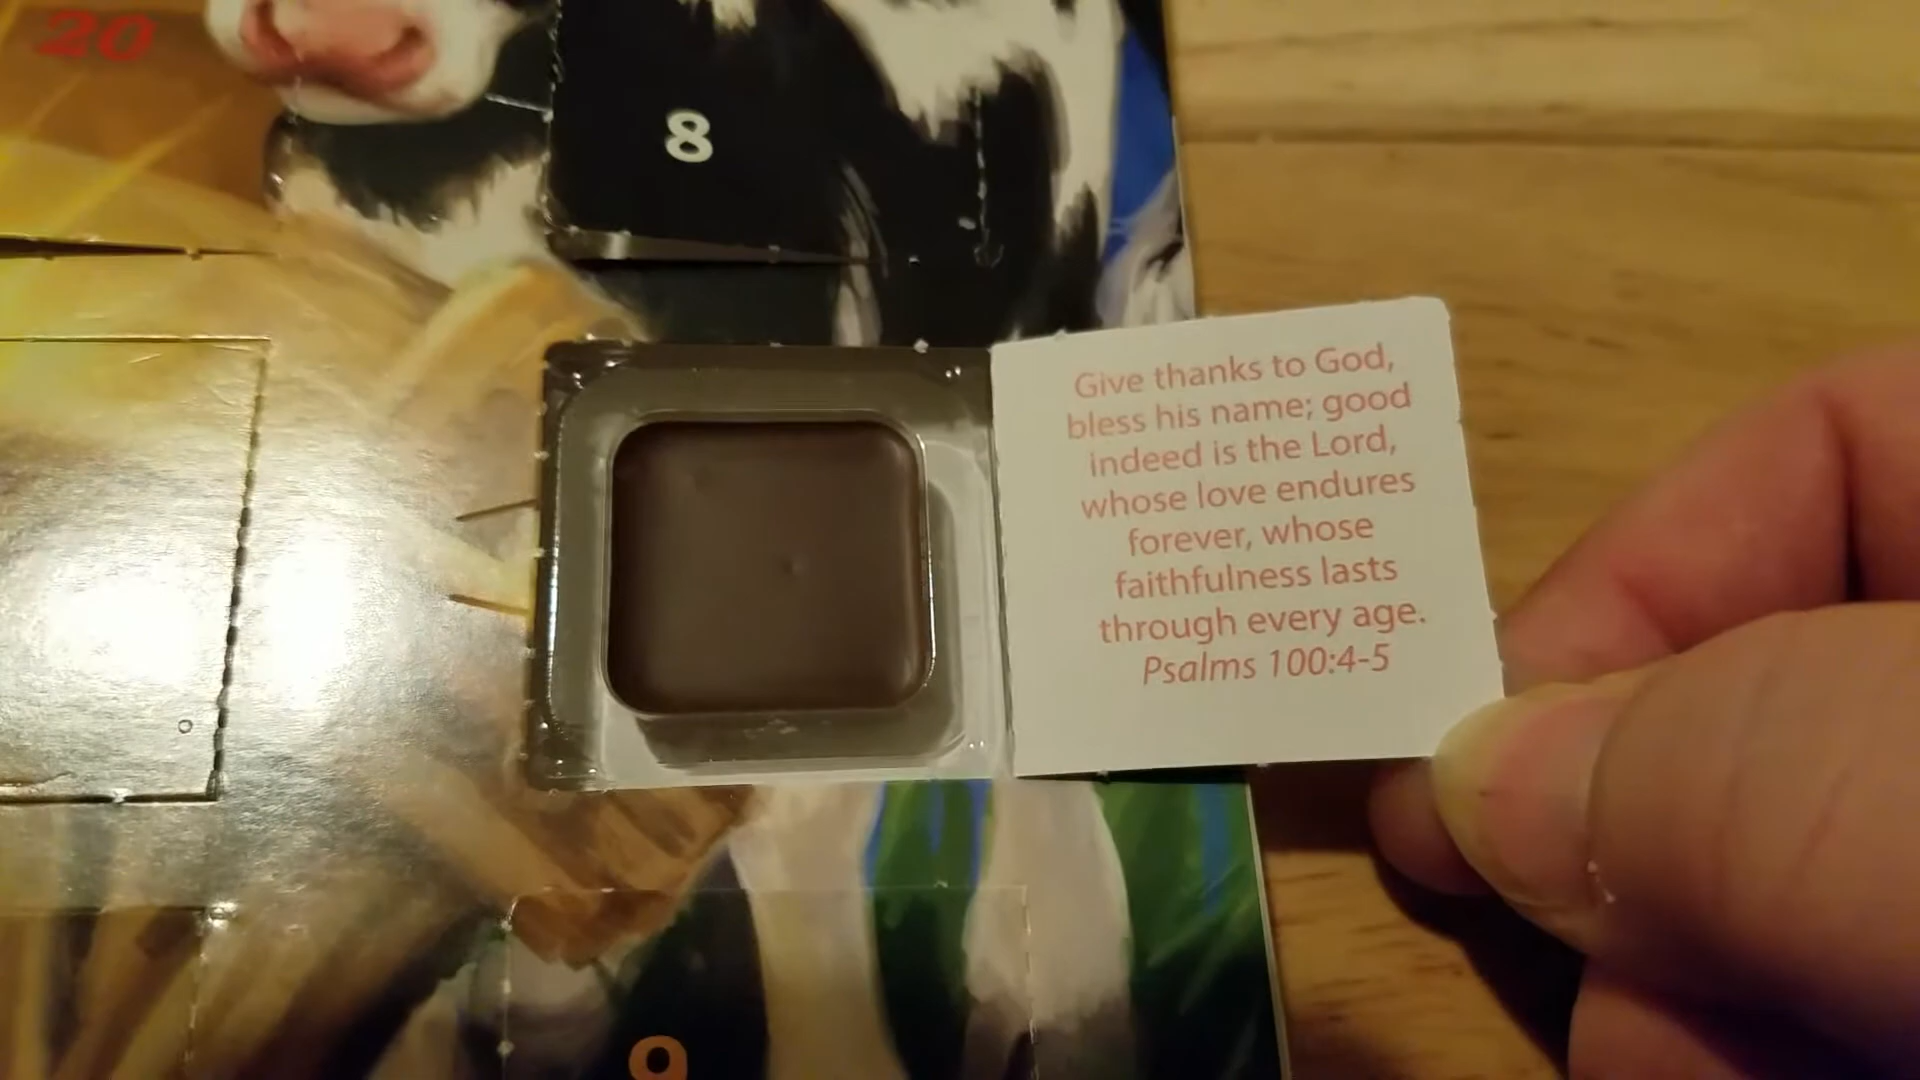 20
8
Give thanks to God,
bless his name; good
indeed is the Lord,
whose love endures
forever, whose
faithfulness lasts
through every age.
Psalms 100:4-5
9